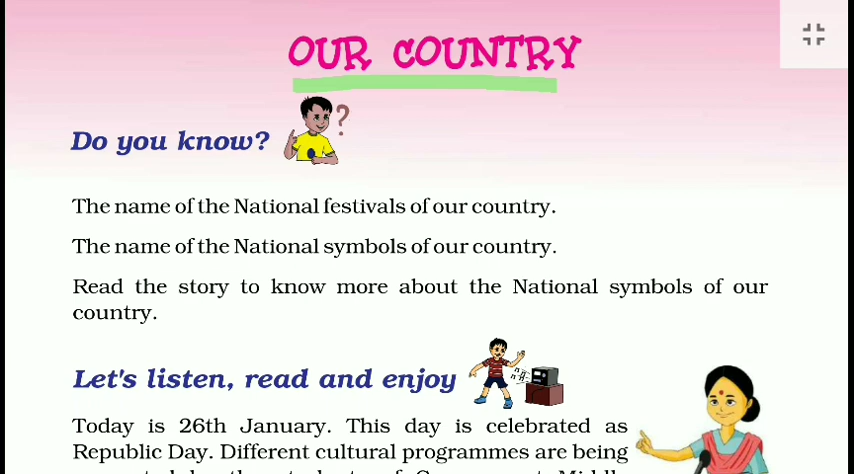 OUR COUNTRY
Do you know?
?
The name of the National festivals of our country.
The name of the National symbols of our country.
Read the story to know more about the National symbols of our
country.
Let's listen, read and enjoy
Today is 26th January. This day is celebrated as
Republic Day. Different cultural programmes are being